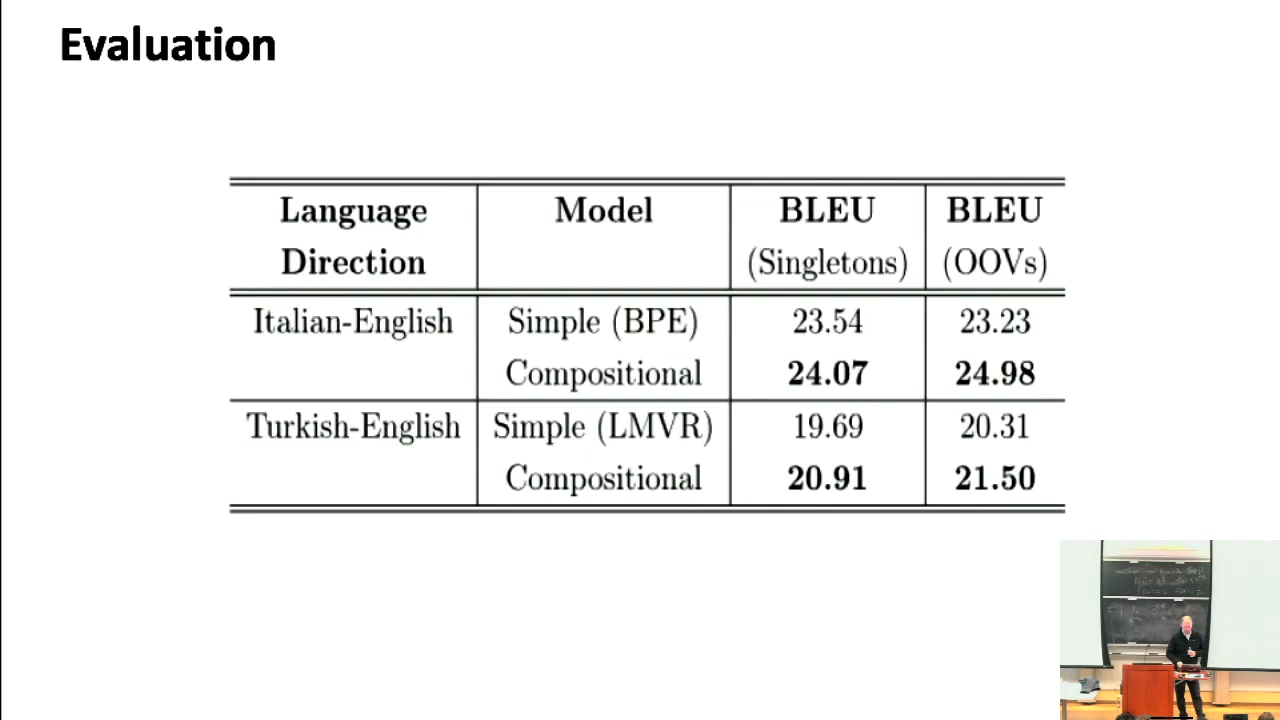 Evaluation
Language Direction | Model | BLEU (Singletons) | BLEU (OOVs)
Italian-English | Simple (BPE) | 23.54 | 23.23
Compositional | 24.07 | 24.98
Turkish-English | Simple (LMVR) | 19.69 | 20.31
Compositional | 20.91 | 21.50